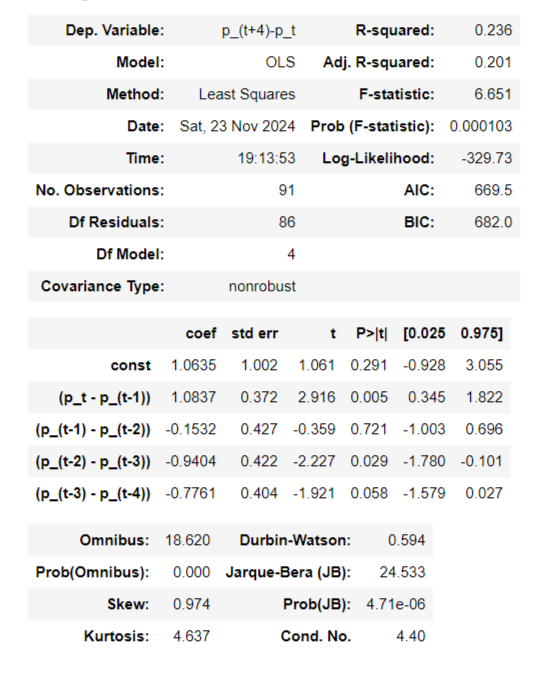 Dep. Variable: p_(t+4)-p_t R-squared: 0.236
Model: OLS Adj. R-squared: 0.201
Method: Least Squares F-statistic: 6.651
Date: Sat, 23 Nov 2024 Prob (F-statistic): 0.000103
Time: 19:13:53 Log-Likelihood: -329.73
No. Observations: 91 AIC: 669.5
Df Residuals: 86 BIC: 682.0
Df Model: 4
Covariance Type: nonrobust
coef std err t P>|t| [0.025 0.975]
const 1.0635 1.002 1.061 0.291 -0.928 3.055
(p_t - p_(t-1)) 1.0837 0.372 2.916 0.005 0.345 1.822
(p_(t-1) - p_(t-2)) -0.1532 0.427 -0.359 0.721 -1.003 0.696
(p_(t-2) - p_(t-3)) -0.9404 0.422 -2.227 0.029 -1.780 -0.101
(p_(t-3) - p_(t-4)) -0.7761 0.404 -1.921 0.058 -1.579 0.027
Omnibus: 18.620 Durbin-Watson: 0.594
Prob(Omnibus): 0.000 Jarque-Bera (JB): 24.533
Skew: 0.974 Prob(JB): 4.71e-06
Kurtosis: 4.637 Cond. No. 4.40